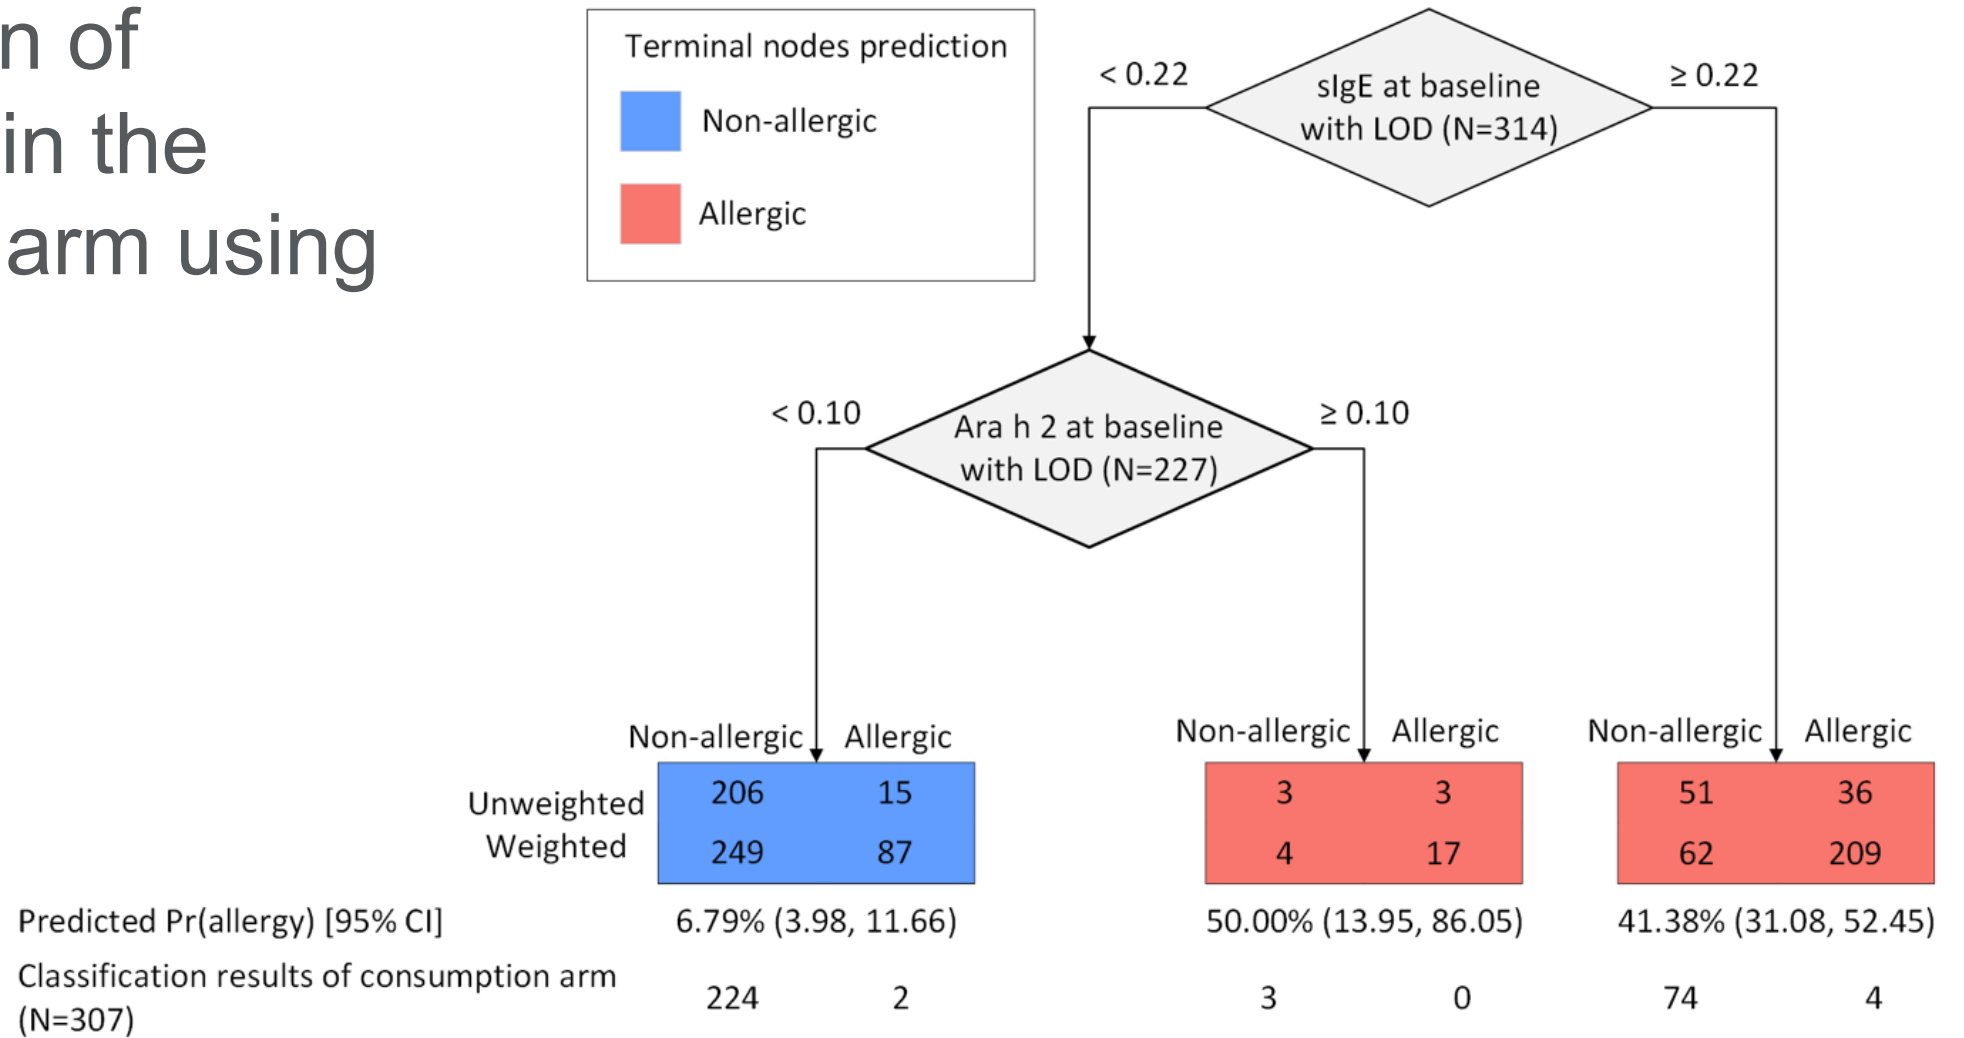 n of
in the
arm using
Terminal nodes prediction
Non-allergic
Allergic
< 0.22
sIgE at baseline
with LOD (N=314)
≥ 0.22
< 0.10
Ara h 2 at baseline
with LOD (N=227)
≥ 0.10
Non-allergic Allergic
Non-allergic Allergic
Non-allergic Allergic
Unweighted 206 15 3 3 51 36
Weighted 249 87 4 17 62 209
Predicted Pr(allergy) [95% CI] 6.79% (3.98, 11.66) 50.00% (13.95, 86.05) 41.38% (31.08, 52.45)
Classification results of consumption arm
(N=307) 224 2 3 0 74 4